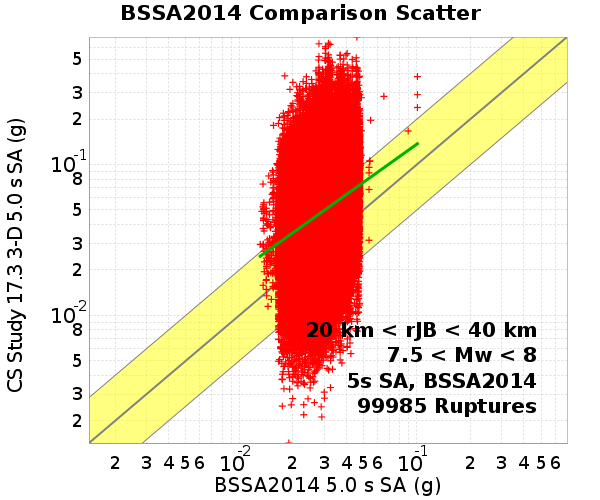 BSSA2014 Comparison Scatter
CS Study 17.3 3-D 5.0 s SA (g)
5
3
2
10-1
8
5
3
2
10-2
8
5
3
2
20 km < rJB < 40 km
7.5 < Mw < 8
5s SA, BSSA2014
99985 Ruptures
2 3 4 5 6 10-2 2 3 4 5 6 10-1 2 3 4 5 6
BSSA2014 5.0 s SA (g)